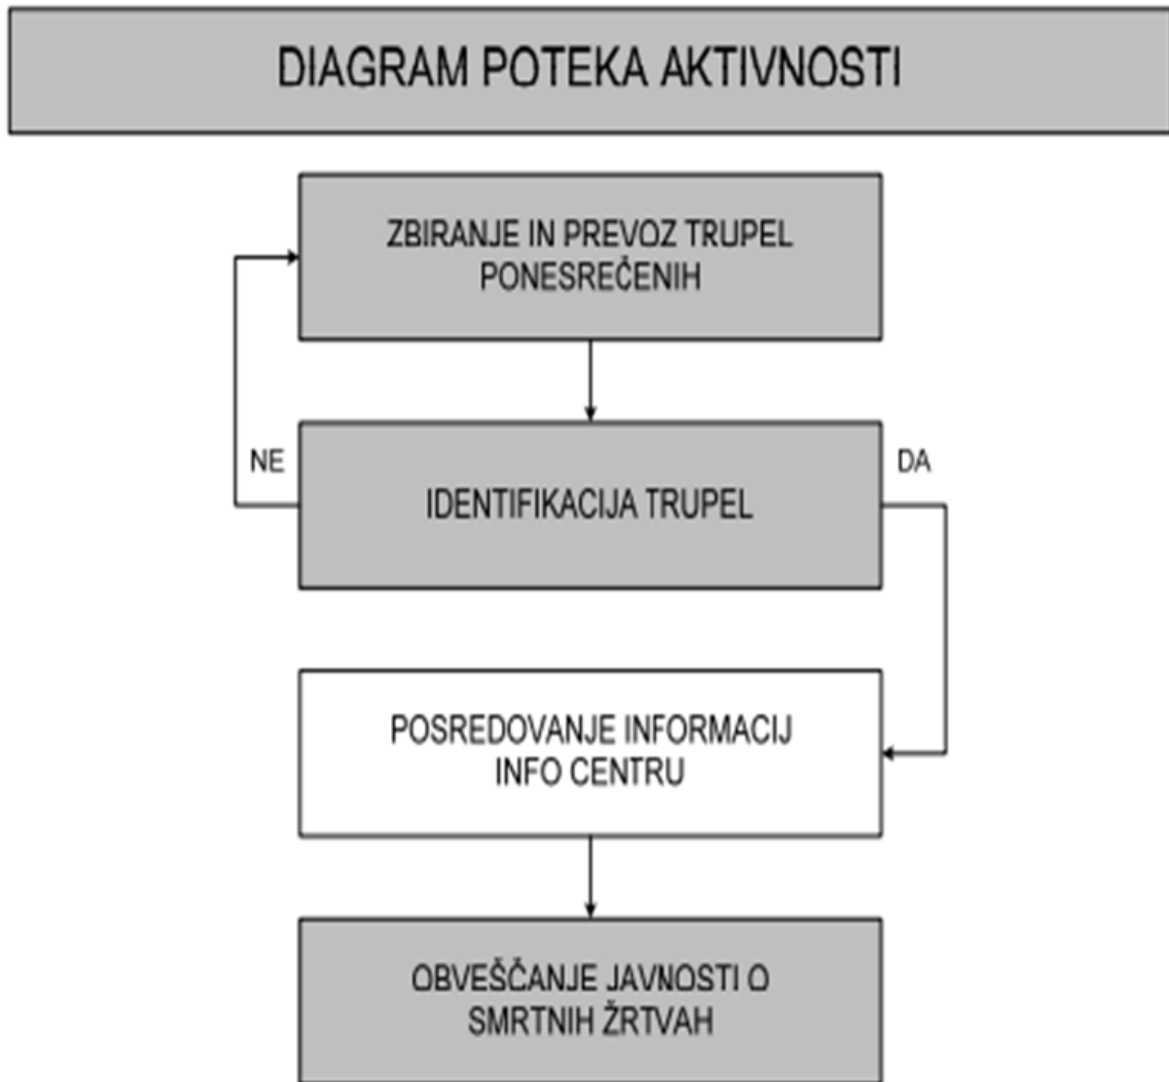 DIAGRAM POTEKA AKTIVNOSTI
ZBIRANJE IN PREVOZ TRUPEL
PONESREČENIH
NE
DA
IDENTIFIKACIJA TRUPEL
POSREDOVANJE INFORMACIJ
INFO CENTRU
OBVEŠČANJE JAVNOSTI O
SMRTNIH ŽRTVAH